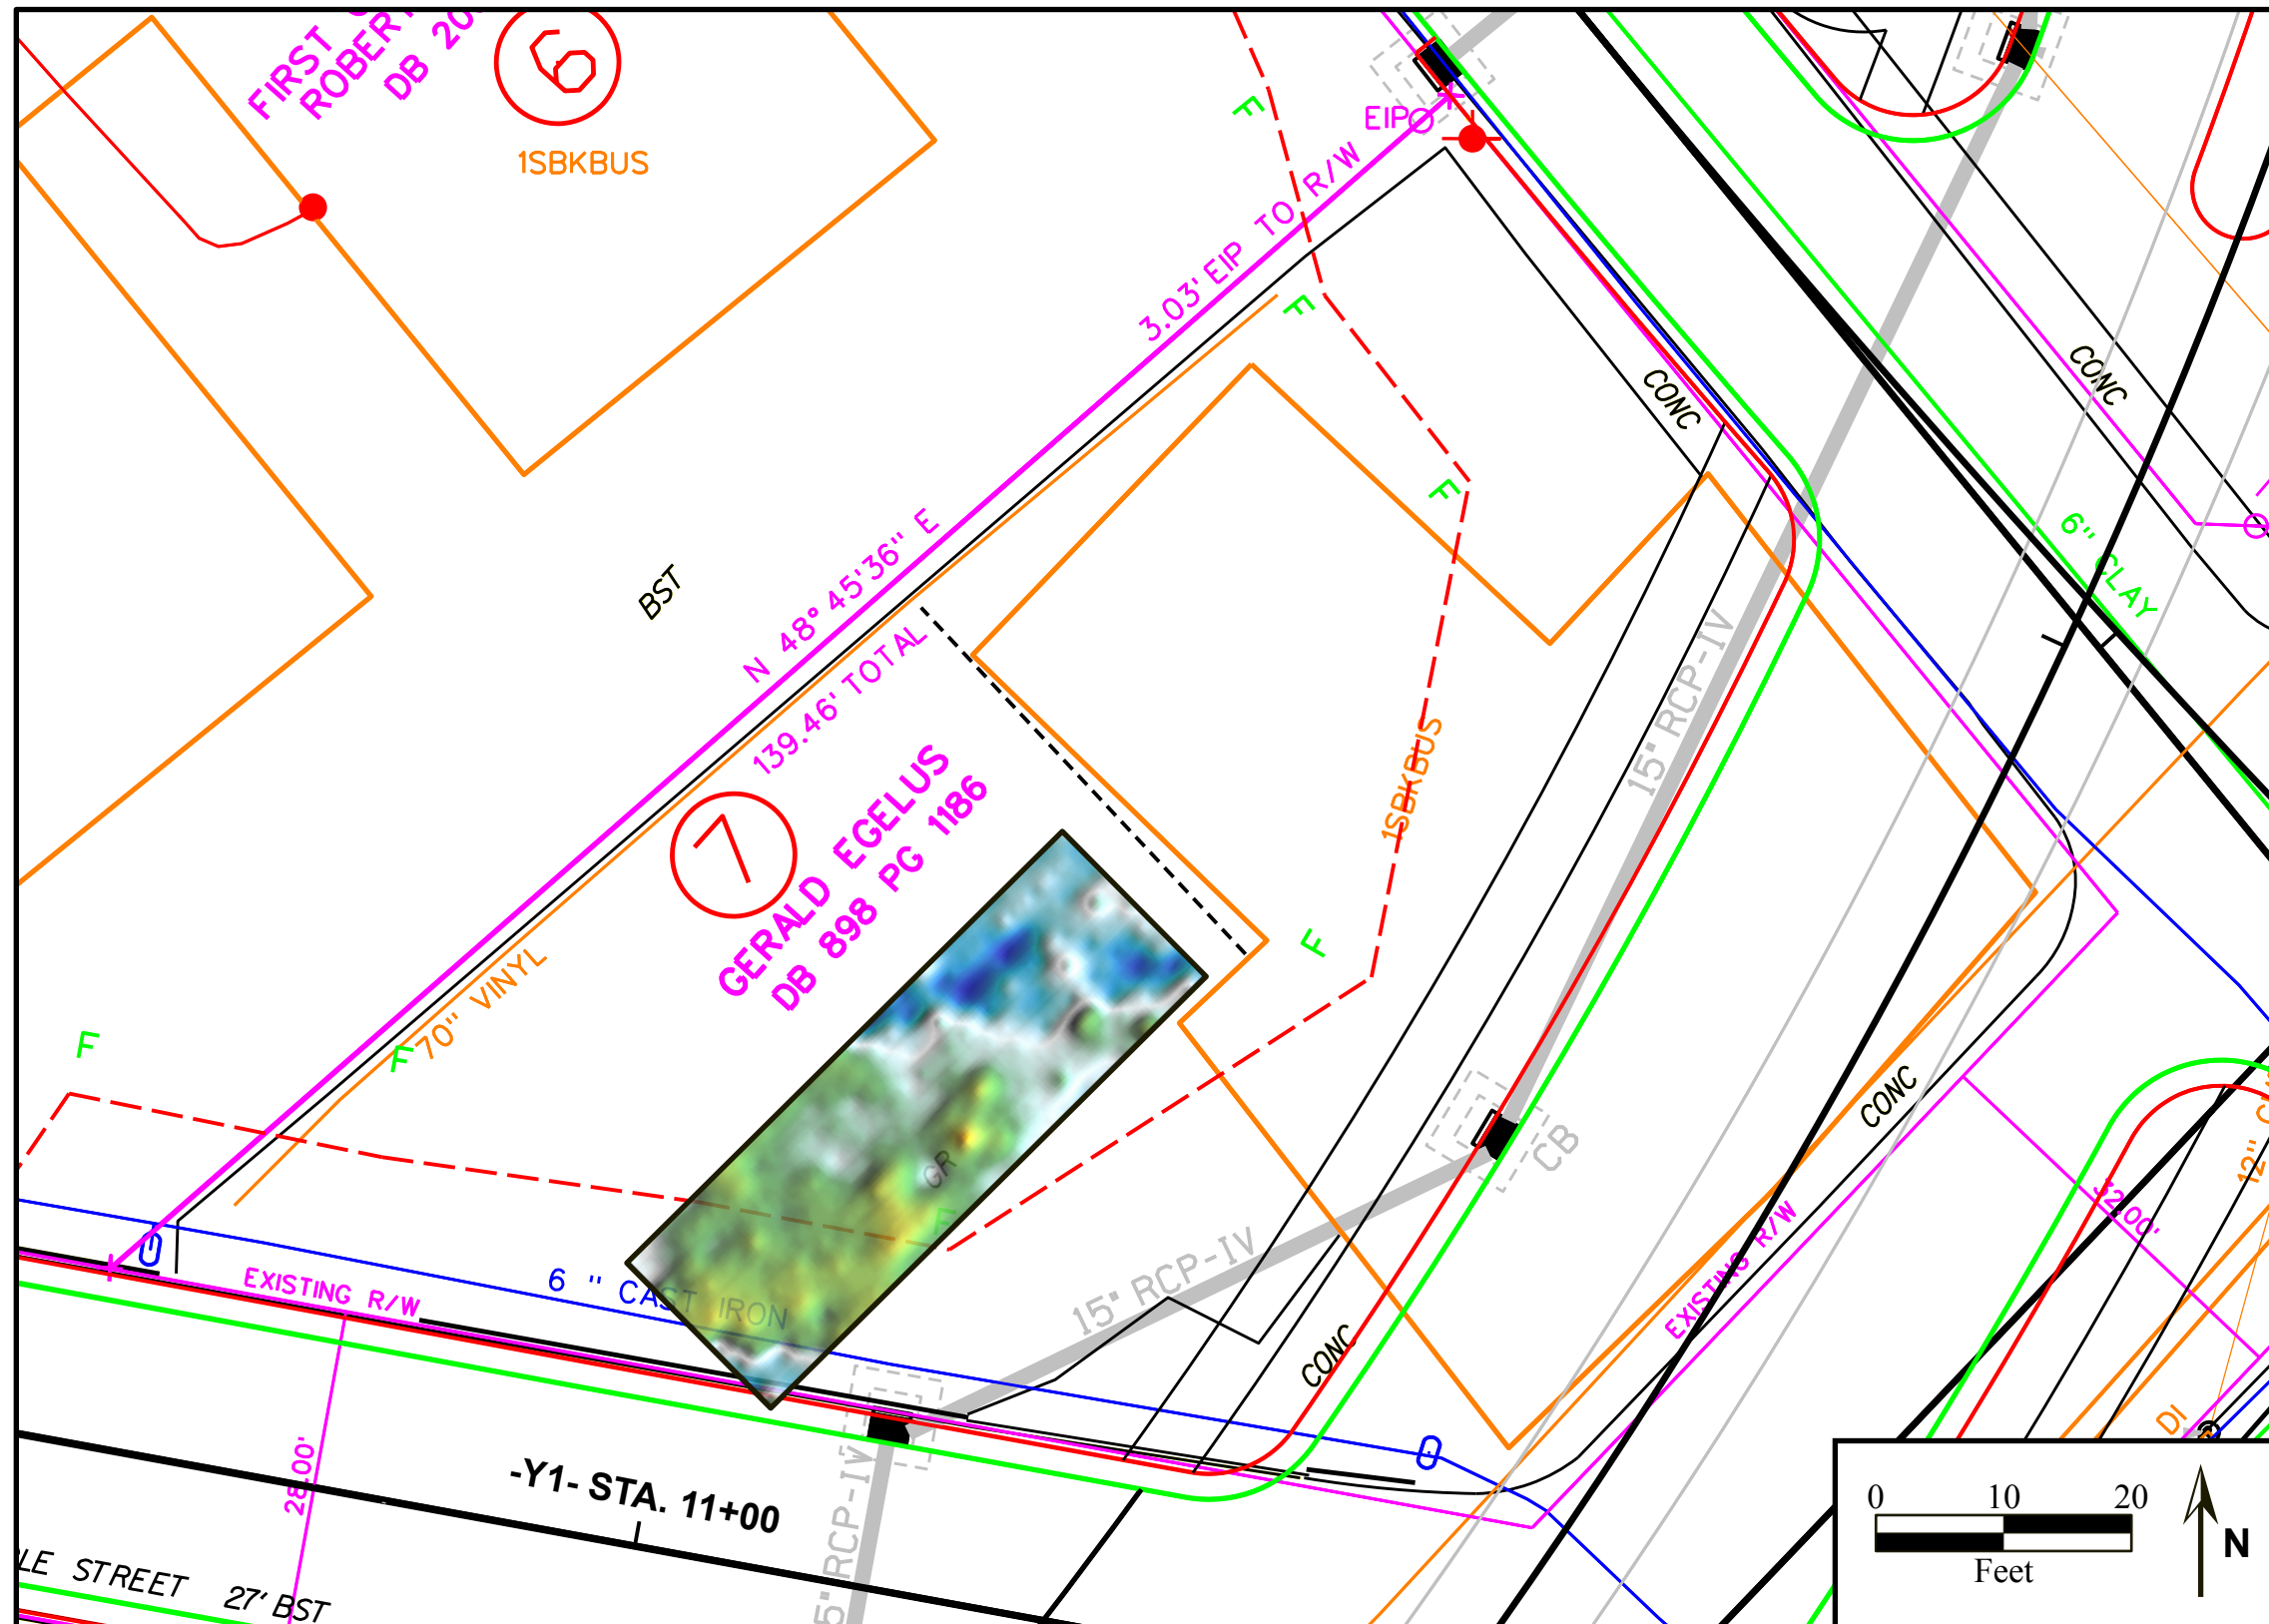 FIRST
ROBERT
DB 20
6
1SBKBUS
F
EIP
3.03' EIP TO R/W
F
CONC
CONC
F
6" CLAY
N 48° 45'36" E
139.46' TOTAL
BST
15" RCP-IV
1SBKBUS
7
GERALD EGELUS
DB 898 PG 1186
F
70" VINYL
F
F
GR
F
CB
CONC
12"
32.00'
EXISTING R/W
EXISTING R/W
6 " CAST IRON
15" RCP-IV
CONC
DI
28.00'
-Y1- STA. 11+00
5" RCP-IV
LE STREET 27' BST
0 10 20
Feet
N